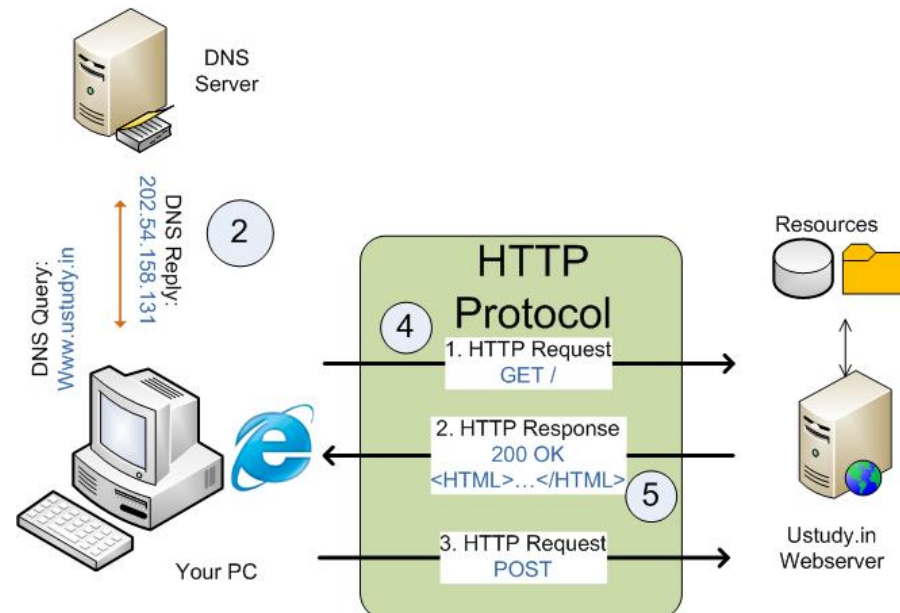 DNS
Server
DNS Query:
Www.ustudy.in
DNS Reply:
202.54.158.131
2
HTTP
Protocol
4
1. HTTP Request
GET /
2. HTTP Response
200 OK
<HTML>...</HTML>
5
3. HTTP Request
POST
Your PC
Resources
Ustudy.in
Webserver